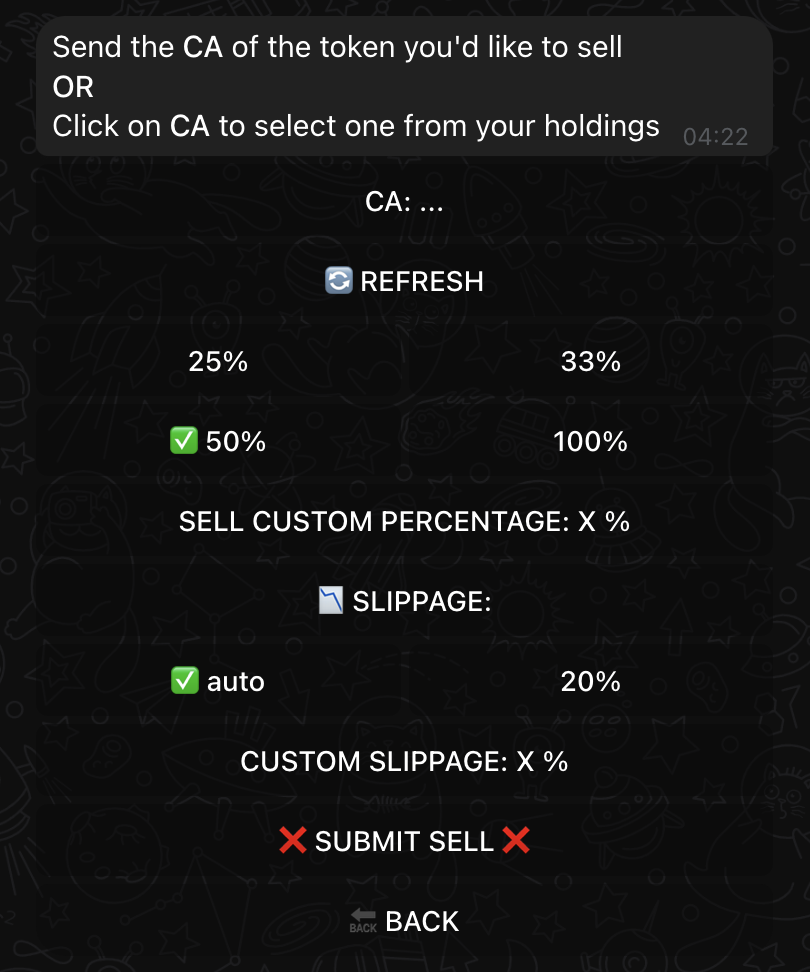 Send the CA of the token you'd like to sell
OR
Click on CA to select one from your holdings 04:22
CA: ...
🔄 REFRESH
25% 33%
✅ 50% 100%
SELL CUSTOM PERCENTAGE: X %
📉 SLIPPAGE:
✅ auto 20%
CUSTOM SLIPPAGE: X %
❌ SUBMIT SELL ❌
🔙 BACK